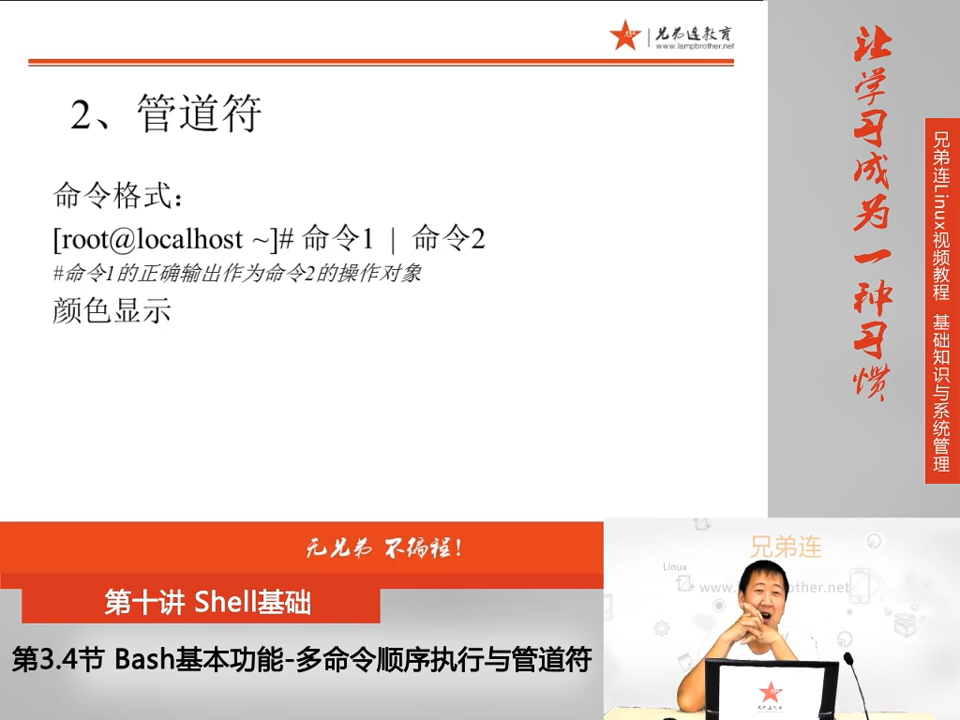 兄弟连教育
www.lampbrother.net
2、管道符
命令格式：
[root@localhost ~]# 命令1 | 命令2
#命令1的正确输出作为命令2的操作对象
颜色显示
让学习成为一种习惯
兄弟连Linux视频教程 基础知识与系统管理
无兄弟 不编程!
第十讲 Shell基础
第3.4节 Bash基本功能-多命令顺序执行与管道符
兄弟连
Linux